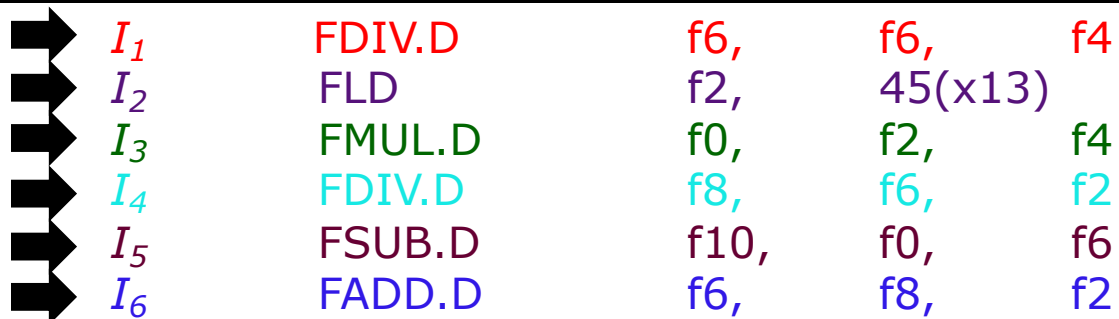 I1 FDIV.D f6, f6, f4
I2 FLD f2, 45(x13)
I3 FMUL.D f0, f2, f4
I4 FDIV.D f8, f6, f2
I5 FSUB.D f10, f0, f6
I6 FADD.D f6, f8, f2